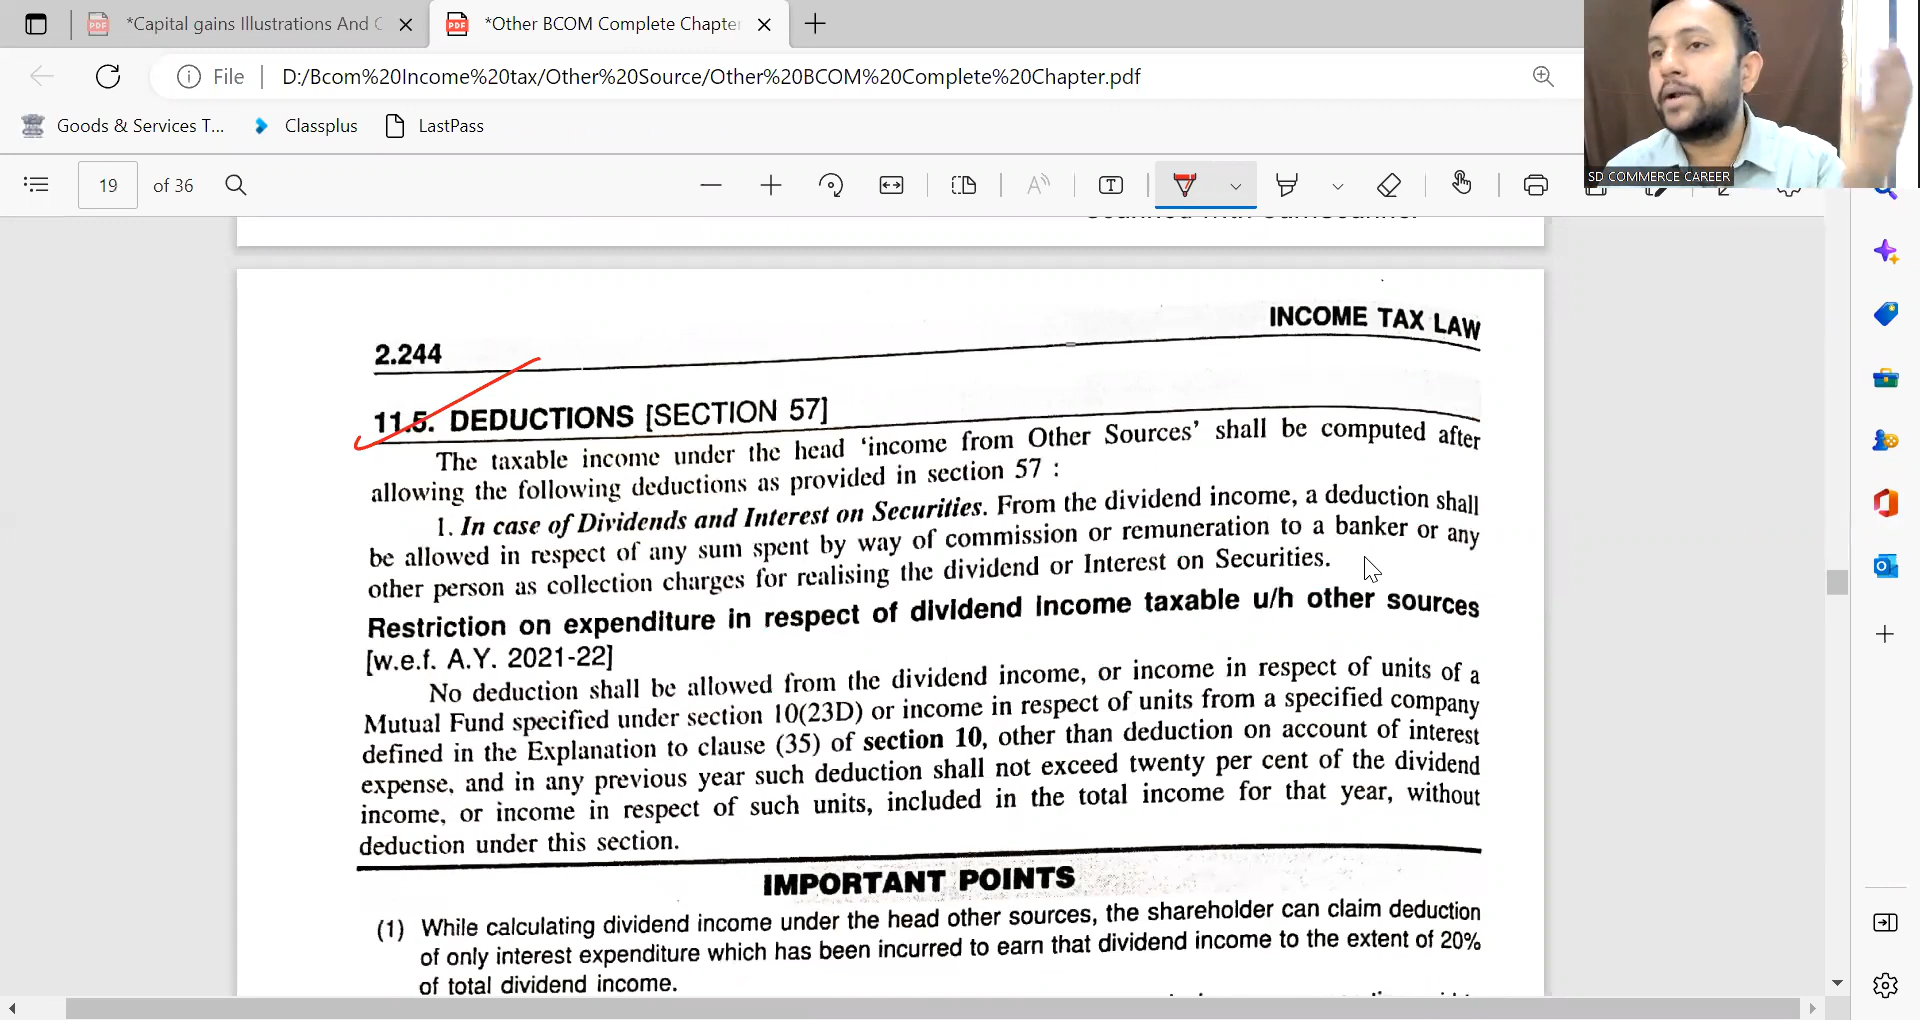 *Capital gains Illustrations And C
*Other BCOM Complete Chapter
File
D:/Bcom%20Income%20tax/Other%20Source/Other%20BCOM%20Complete%20Chapter.pdf
Goods & Services T...
Classplus
LastPass
SD COMMERCE CAREER
19
of 36
INCOME TAX LAW
2.244
11.5. DEDUCTIONS [SECTION 57]
The taxable income under the head ‘income from Other Sources’ shall be computed after
allowing the following deductions as provided in section 57 :
1. In case of Dividends and Interest on Securities. From the dividend income, a deduction shall
be allowed in respect of any sum spent by way of commission or remuneration to a banker or any
other person as collection charges for realising the dividend or Interest on Securities.
Restriction on expenditure in respect of dividend income taxable u/h other sources
[w.e.f. A.Y. 2021-22]
No deduction shall be allowed from the dividend income, or income in respect of units of a
Mutual Fund specified under section 10(23D) or income in respect of units from a specified company
defined in the Explanation to clause (35) of section 10, other than deduction on account of interest
expense, and in any previous year such deduction shall not exceed twenty per cent of the dividend
income, or income in respect of such units, included in the total income for that year, without
deduction under this section.
IMPORTANT POINTS
(1) While calculating dividend income under the head other sources, the shareholder can claim deduction
of only interest expenditure which has been incurred to earn that dividend income to the extent of 20%
of total dividend income.